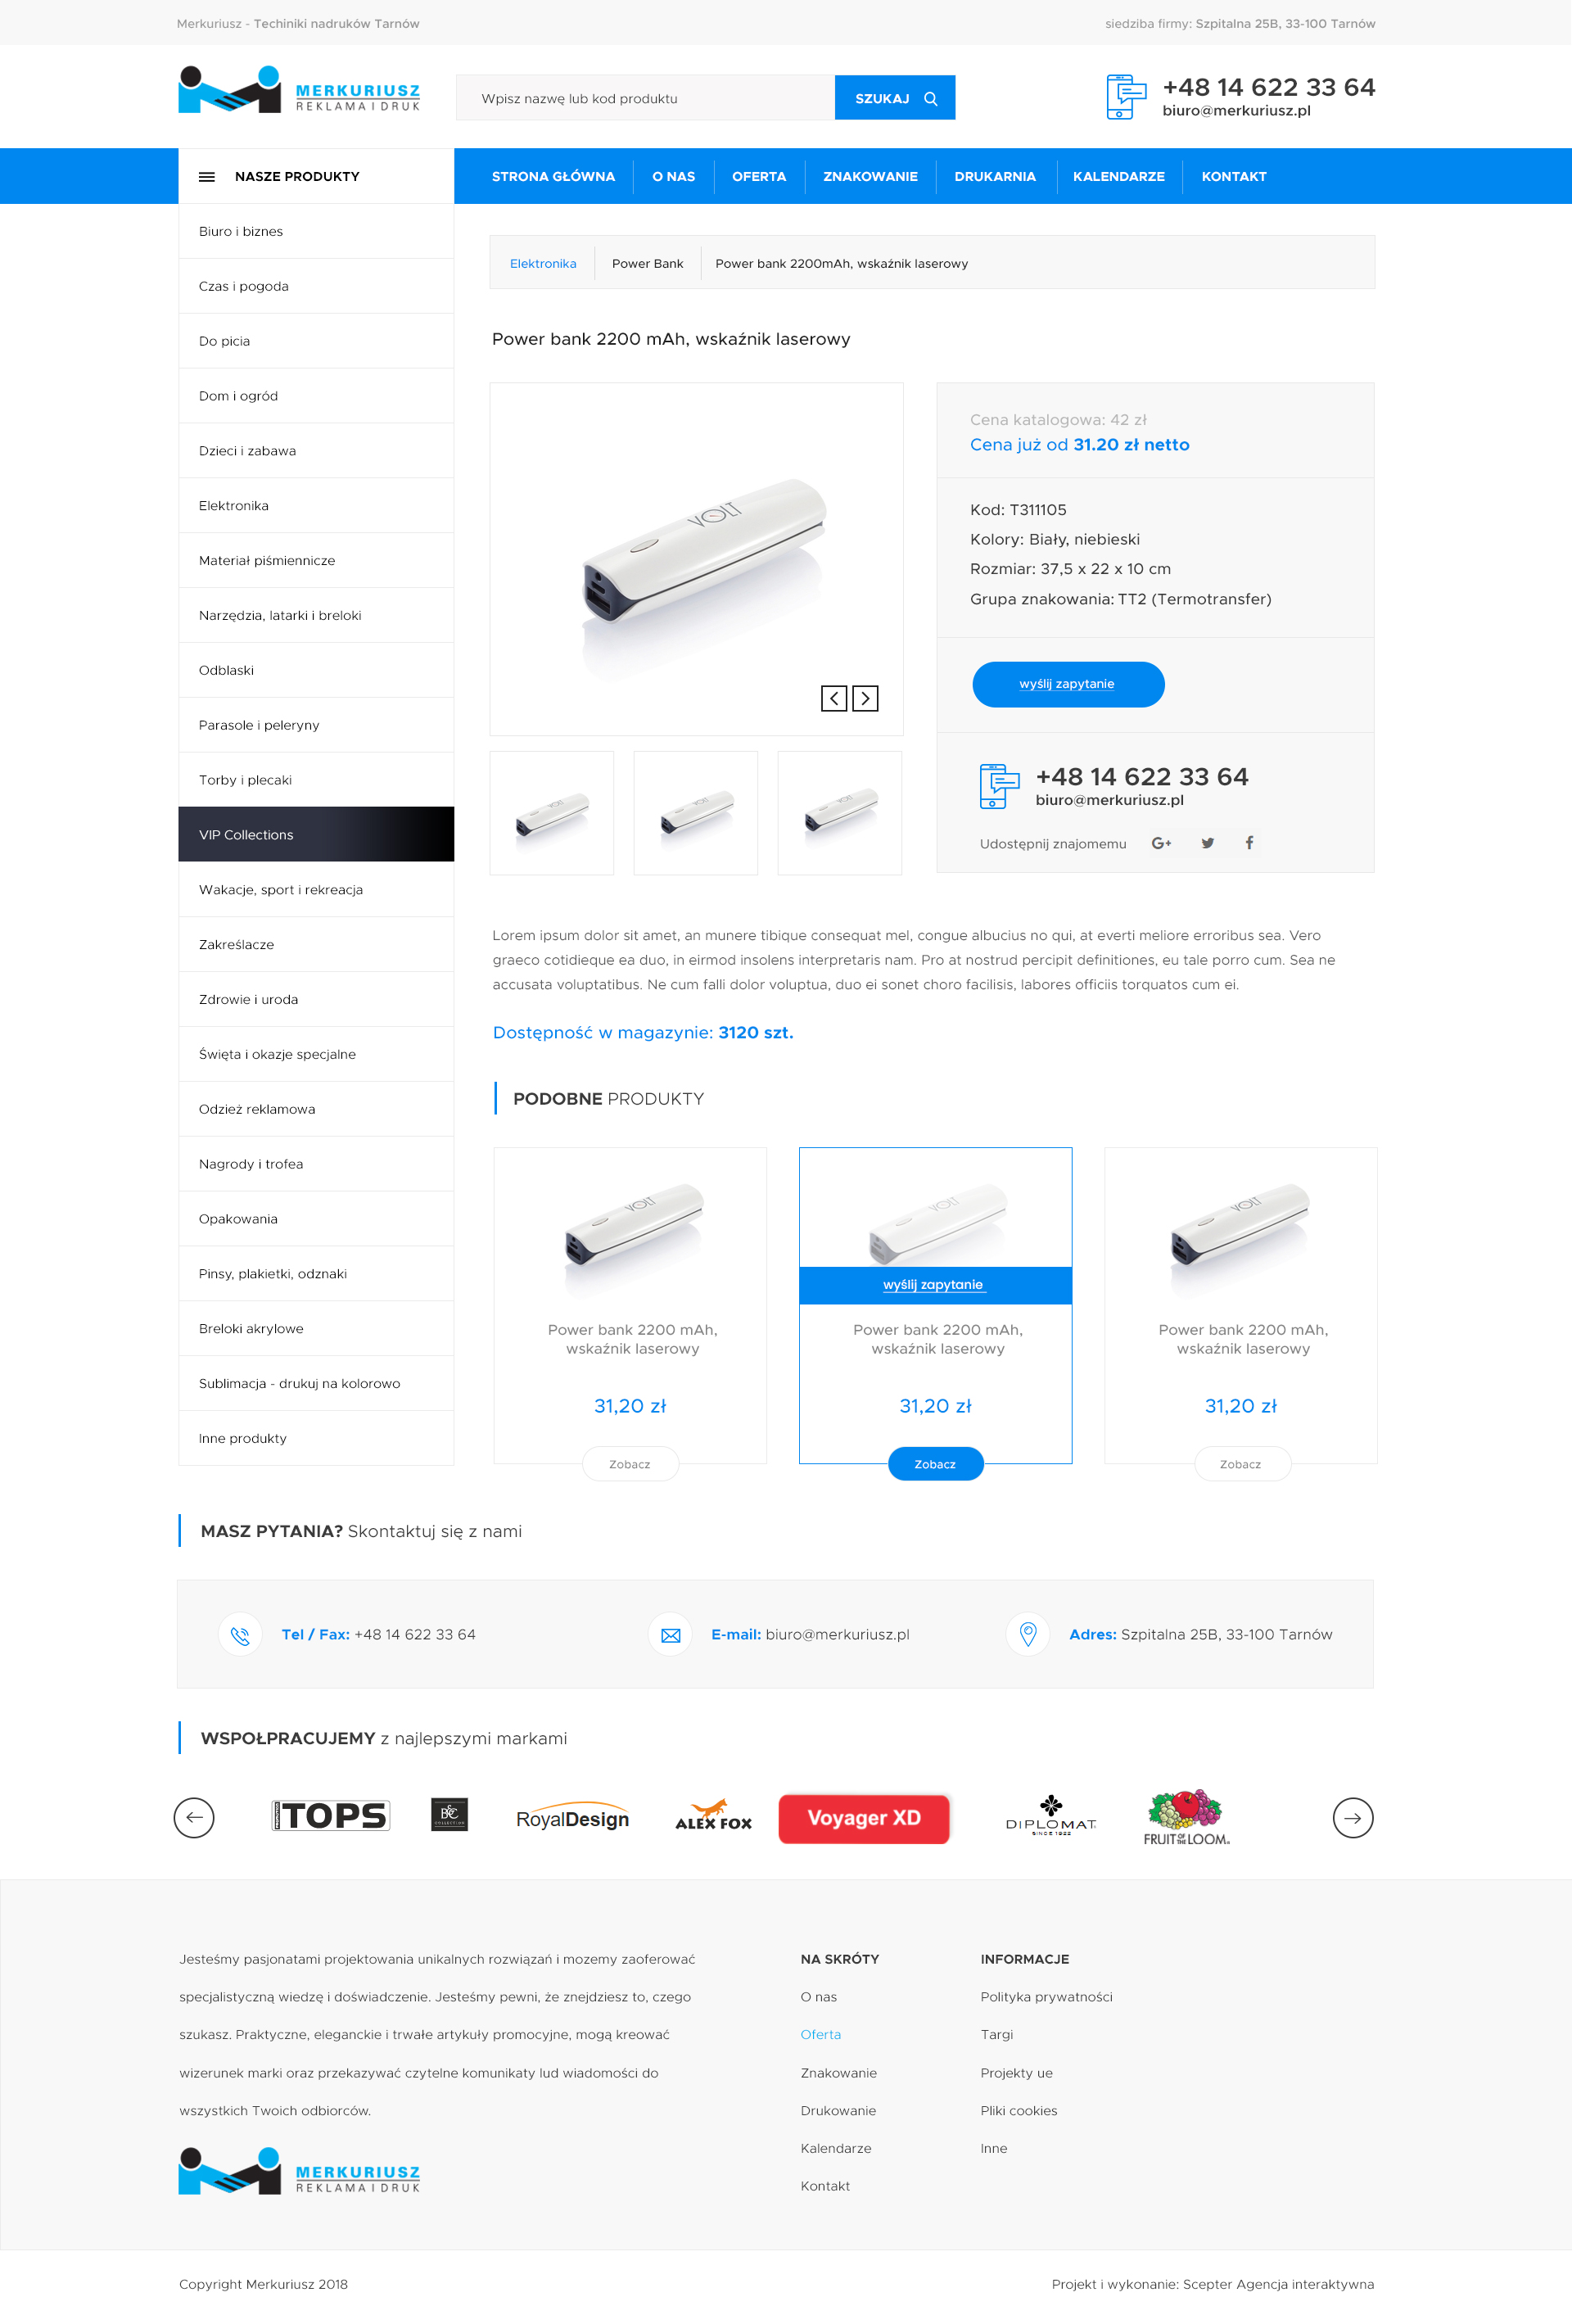 Merkuriusz - Techiniki nadruków Tarnów
siedziba firmy: Szpitalna 25B, 33-100 Tarnów
MERKURIUSZ
REKLAMA I DRUK
Wpisz nazwę lub kod produktu
SZUKAJ
+48 14 622 33 64
biuro@merkuriusz.pl
NASZE PRODUKTY
STRONA GŁÓWNA
O NAS
OFERTA
ZNAKOWANIE
DRUKARNIA
KALENDARZE
KONTAKT
Biuro i biznes
Czas i pogoda
Do picia
Dom i ogród
Dzieci i zabawa
Elektronika
Materiał piśmiennicze
Narzędzia, latarki i breloki
Odblaski
Parasole i peleryny
Torby i plecaki
VIP Collections
Wakacje, sport i rekreacja
Zakreślacze
Zdrowie i uroda
Święta i okazje specjalne
Odzież reklamowa
Nagrody i trofea
Opakowania
Pinsy, plakietki, odznaki
Breloki akrylowe
Sublimacja - drukuj na kolorowo
Inne produkty
Elektronika
Power Bank
Power bank 2200mAh, wskaźnik laserowy
Power bank 2200 mAh, wskaźnik laserowy
VOLT
Cena katalogowa: 42 zł
Cena już od 31.20 zł netto
Kod: T311105
Kolory: Biały, niebieski
Rozmiar: 37,5 x 22 x 10 cm
Grupa znakowania: TT2 (Termotransfer)
wyślij zapytanie
+48 14 622 33 64
biuro@merkuriusz.pl
Udostępnij znajomemu
G+
f
VOLT
VOLT
VOLT
Lorem ipsum dolor sit amet, an munere tibique consequat mel, congue albucius no qui, at everti meliore erroribus sea. Vero
graeco cotidieque ea duo, in eirmod insolens interpretaris nam. Pro at nostrud percipit definitiones, eu tale porro cum. Sea ne
accusata voluptatibus. Ne cum falli dolor voluptua, duo ei sonet choro facilisis, labores officiis torquatos cum ei.
Dostępność w magazynie: 3120 szt.
PODOBNE PRODUKTY
VOLT
Power bank 2200 mAh,
wskaźnik laserowy
31,20 zł
Zobacz
VOLT
wyślij zapytanie
Power bank 2200 mAh,
wskaźnik laserowy
31,20 zł
Zobacz
VOLT
Power bank 2200 mAh,
wskaźnik laserowy
31,20 zł
Zobacz
MASZ PYTANIA? Skontaktuj się z nami
Tel / Fax: +48 14 622 33 64
E-mail: biuro@merkuriusz.pl
Adres: Szpitalna 25B, 33-100 Tarnów
WSPOŁPRACUJEMY z najlepszymi markami
TOPS
B&C
COLLECTION
RoyalDesign
ALEX FOX
Voyager XD
DIPLOMAT
SINCE 1922
FRUIT OF THE LOOM
Jesteśmy pasjonatami projektowania unikalnych rozwiązań i mozemy zaoferować
specjalistyczną wiedzę i doświadczenie. Jesteśmy pewni, że znejdziesz to, czego
szukasz. Praktyczne, eleganckie i trwałe artykuły promocyjne, mogą kreować
wizerunek marki oraz przekazywać czytelne komunikaty lud wiadomości do
wszystkich Twoich odbiorców.
MERKURIUSZ
REKLAMA I DRUK
NA SKRÓTY
O nas
Oferta
Znakowanie
Drukowanie
Kalendarze
Kontakt
INFORMACJE
Polityka prywatności
Targi
Projekty ue
Pliki cookies
Inne
Copyright Merkuriusz 2018
Projekt i wykonanie: Scepter Agencja interaktywna